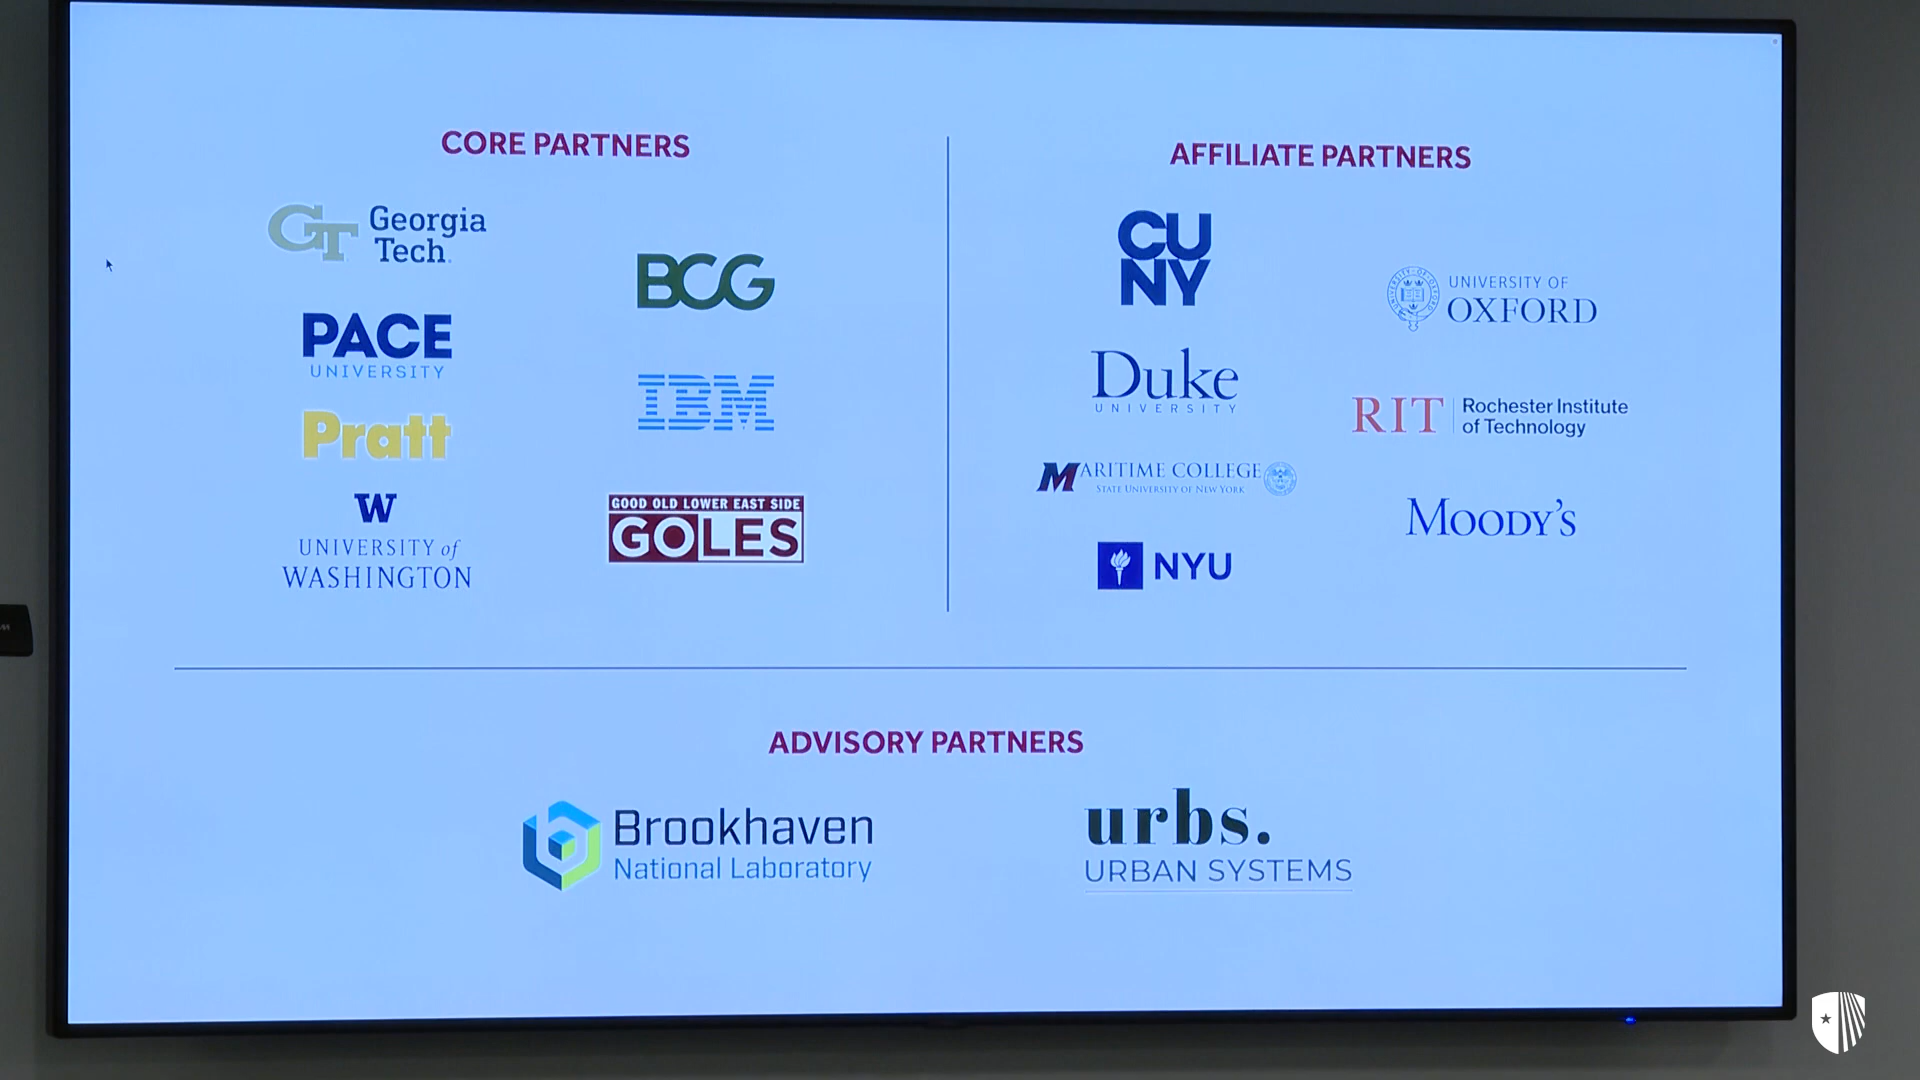 CORE PARTNERS
GT Georgia
Tech.
PACE
UNIVERSITY
Pratt
W
UNIVERSITY of
WASHINGTON
BCG
IBM
GOOD OLD LOWER EAST SIDE
GOLES
AFFILIATE PARTNERS
CU
NY
Duke
UNIVERSITY
MARITIME COLLEGE
STATE UNIVERSITY OF NEW YORK
NYU
UNIVERSITY OF
OXFORD
RIT Rochester Institute
of Technology
MOODY'S
ADVISORY PARTNERS
Brookhaven
National Laboratory
urbs.
URBAN SYSTEMS